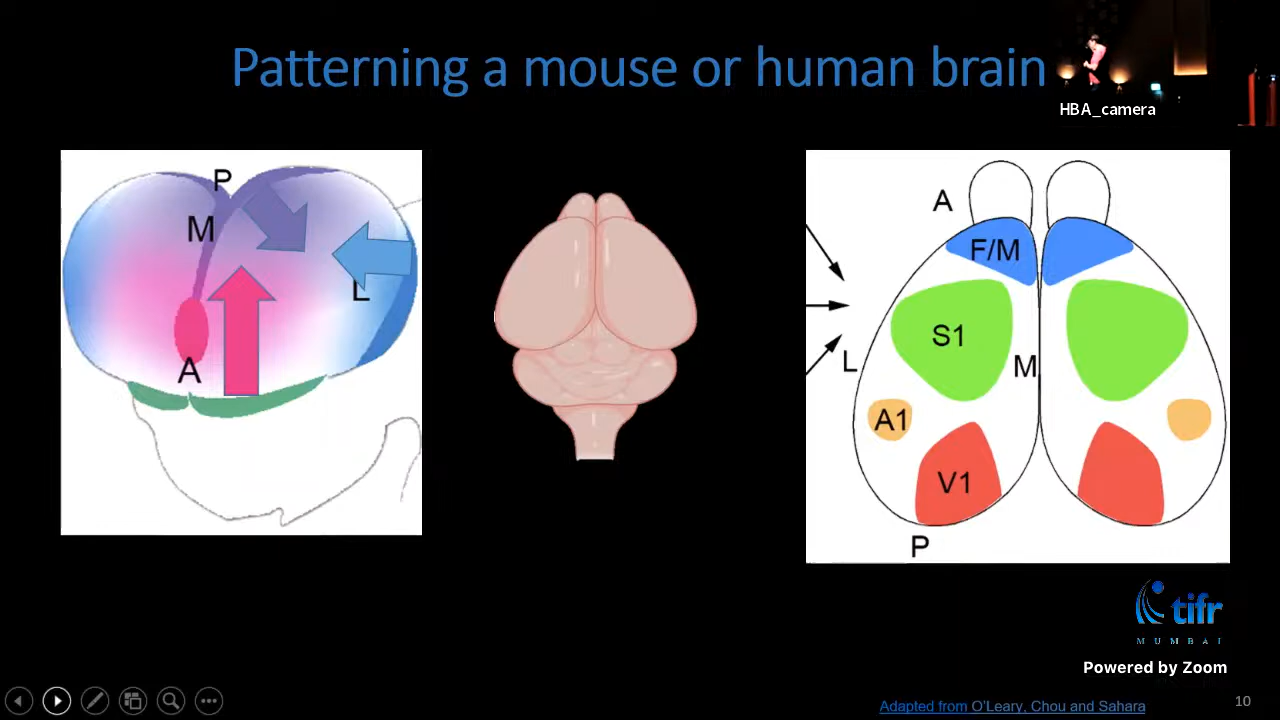 Patterning a mouse or human brain
HBA_camera
P
M
L
A
A
F/M
S1
L
M
A1
V1
P
tifr
MUMBAI
Powered by Zoom
Adapted from O'Leary, Chou and Sahara
10